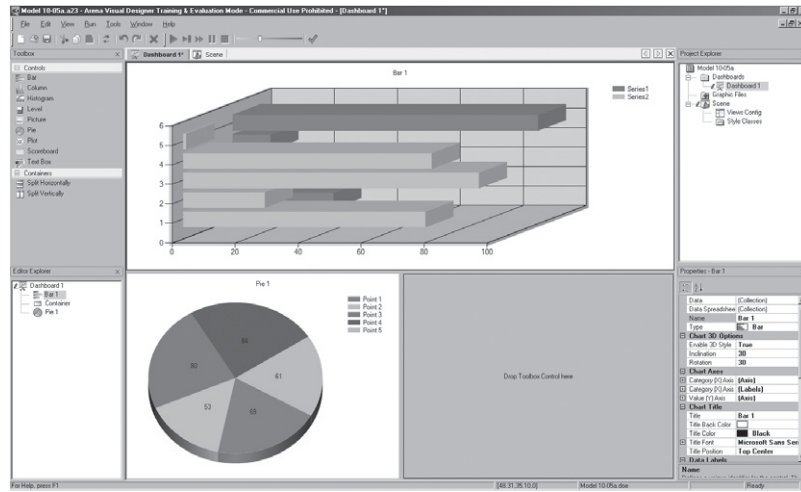 Model 10-05a.a23 - Arena Visual Designer Training & Evaluation Mode - Commercial Use Prohibited - [Dashboard 1*]
File Edit View Run Tools Window Help
Toolbox
Controls
Bar
Column
Histogram
Level
Picture
Pie
Plot
Scoreboard
Text Box
Containers
Split Horizontally
Split Vertically
Dashboard 1* Scene
Bar 1
Series1
Series2
6
5
4
3
2
1
0
0 20 40 60 80 100
Project Explorer
Model 10-05a
Dashboards
Dashboard 1
Graphic Files
Scene
Views Config
Style Classes
Editor Explorer
Dashboard 1
Bar 1
Container
Pie 1
Pie 1
Point 1
Point 2
Point 3
Point 4
Point 5
84
80
61
53
69
Drop Toolbox Control here
Properties - Bar 1
Data (Collection)
Data Spreadshee (Collection)
Name Bar 1
Type Bar
Chart 3D Options
Enable 3D Style True
Inclination 30
Rotation 30
Chart Axes
Category (X) Axis (Axis)
Category (X) Axis (Labels)
Value (Y) Axis (Axis)
Chart Title
Title Bar 1
Title Back Color
Title Color Black
Title Font Microsoft Sans Seri
Title Position Top Center
Data Labels
Name
For Help, press F1
[48.31.35.10.0]
Model 10-05a.doe
Ready